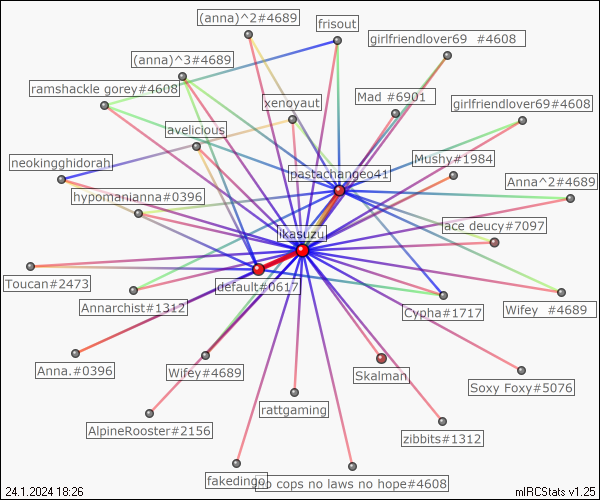 (anna)^2#4689
frisout
girlfriendlover69 #4608
(anna)^3#4689
ramshackle gorey#4608
Mad #6901
xenoyaut
girlfriendlover69#4608
avelicious
Mushy#1984
neokingghidorah
pastachangeo41
Anna^2#4689
hypomanianna#0396
ace deucy#7097
ikasuzu
Toucan#2473
default#0617
Annarchist#1312
Cypha#1717
Wifey #4689
Anna.#0396
Wifey#4689
Skalman
Soxy Foxy#5076
rattgaming
AlpineRooster#2156
zibbits#1312
fakedingo
no cops no laws no hope#4608
24.1.2024 18:26
mIRCStats v1.25